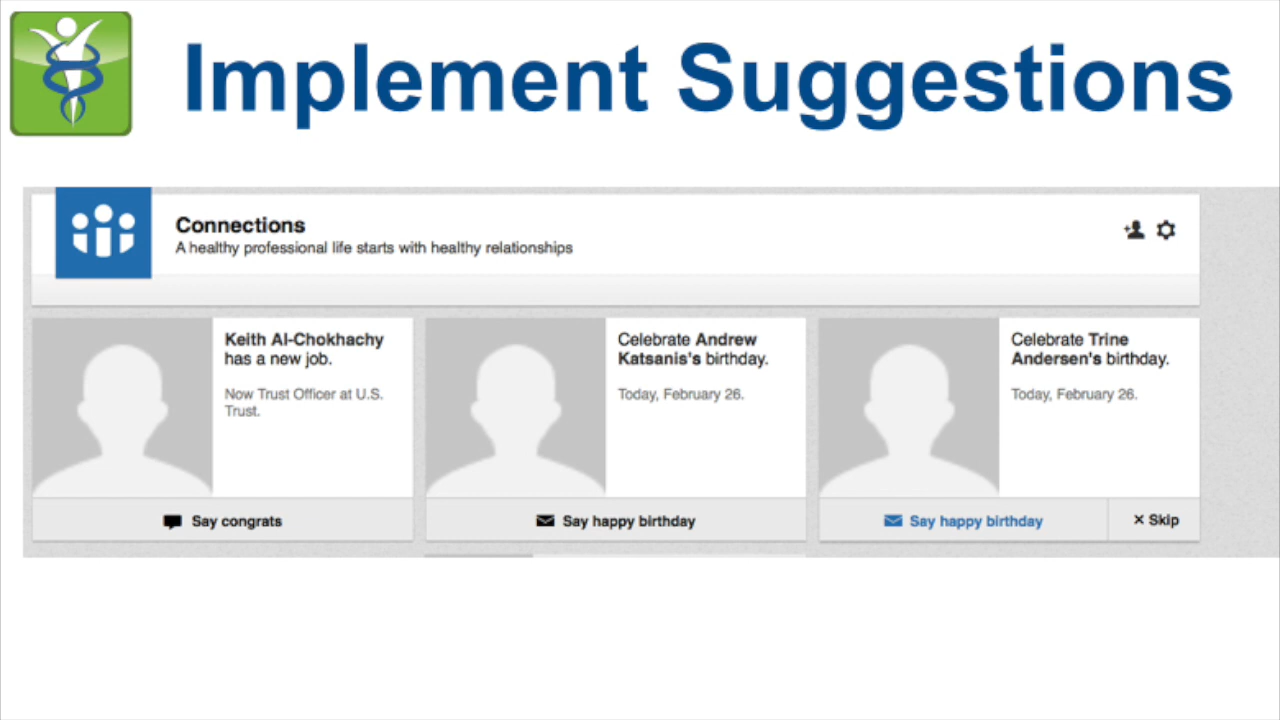 Implement Suggestions
Connections
A healthy professional life starts with healthy relationships
Keith Al-Chokhachy
has a new job.
Now Trust Officer at U.S.
Trust.
Say congrats
Celebrate Andrew
Katsanis's birthday.
Today, February 26.
Say happy birthday
Celebrate Trine
Andersen's birthday.
Today, February 26.
Say happy birthday
× Skip